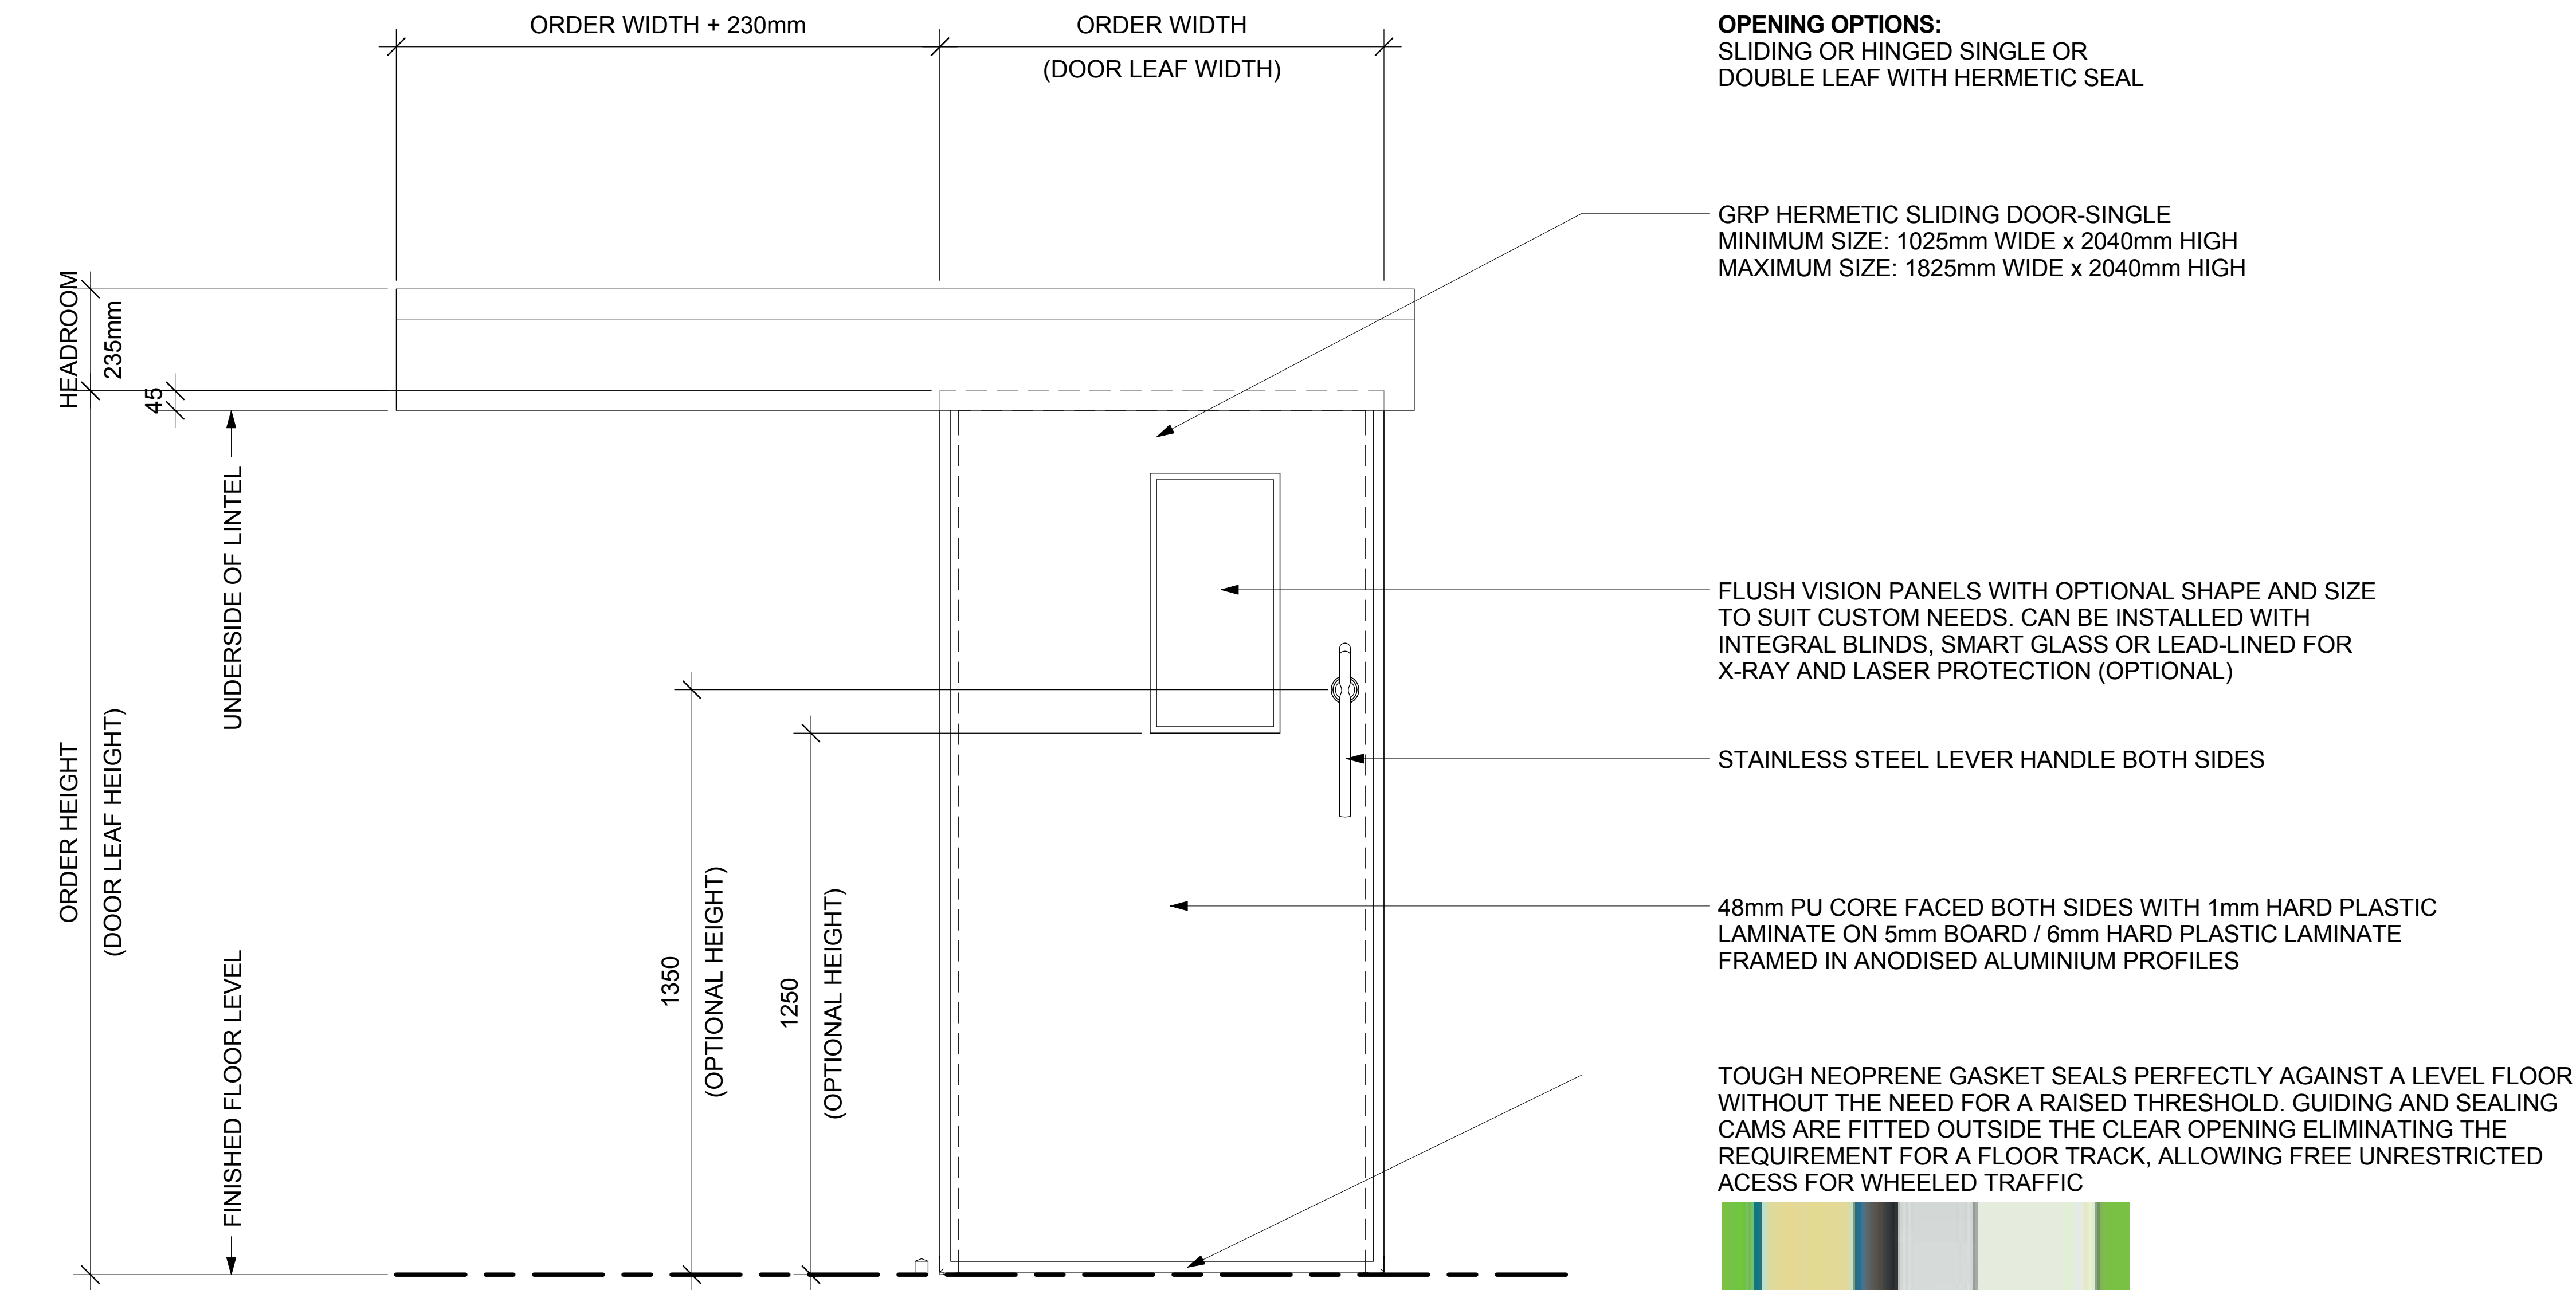 ORDER WIDTH + 230mm
ORDER WIDTH
(DOOR LEAF WIDTH)
OPENING OPTIONS:
SLIDING OR HINGED SINGLE OR
DOUBLE LEAF WITH HERMETIC SEAL
GRP HERMETIC SLIDING DOOR-SINGLE
MINIMUM SIZE: 1025mm WIDE x 2040mm HIGH
MAXIMUM SIZE: 1825mm WIDE x 2040mm HIGH
HEADROOM
235mm
45
UNDERSIDE OF LINTEL
FLUSH VISION PANELS WITH OPTIONAL SHAPE AND SIZE
TO SUIT CUSTOM NEEDS. CAN BE INSTALLED WITH
INTEGRAL BLINDS, SMART GLASS OR LEAD-LINED FOR
X-RAY AND LASER PROTECTION (OPTIONAL)
STAINLESS STEEL LEVER HANDLE BOTH SIDES
ORDER HEIGHT
(DOOR LEAF HEIGHT)
FINISHED FLOOR LEVEL
1350
(OPTIONAL HEIGHT)
1250
(OPTIONAL HEIGHT)
48mm PU CORE FACED BOTH SIDES WITH 1mm HARD PLASTIC
LAMINATE ON 5mm BOARD / 6mm HARD PLASTIC LAMINATE
FRAMED IN ANODISED ALUMINIUM PROFILES
TOUGH NEOPRENE GASKET SEALS PERFECTLY AGAINST A LEVEL FLOOR
WITHOUT THE NEED FOR A RAISED THRESHOLD. GUIDING AND SEALING
CAMS ARE FITTED OUTSIDE THE CLEAR OPENING ELIMINATING THE
REQUIREMENT FOR A FLOOR TRACK, ALLOWING FREE UNRESTRICTED
ACESS FOR WHEELED TRAFFIC